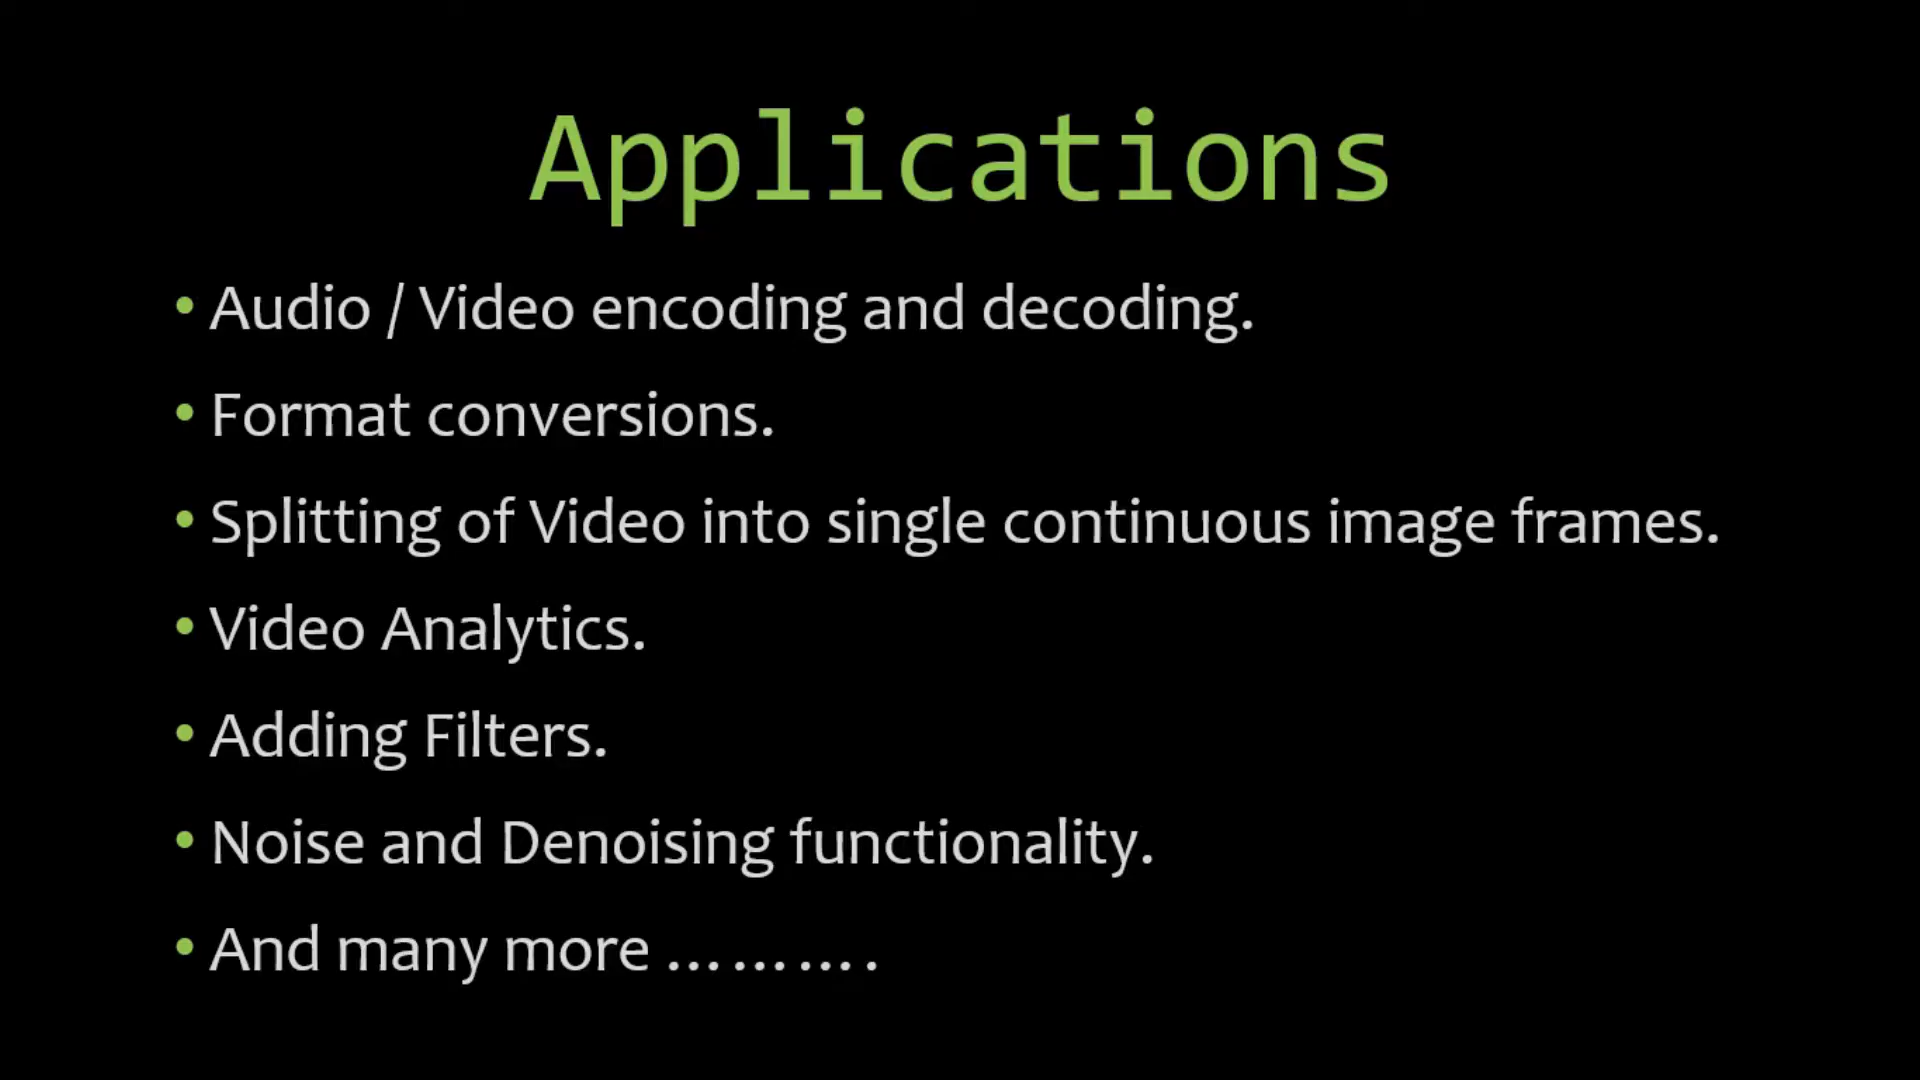 Applications
• Audio / Video encoding and decoding.
• Format conversions.
• Splitting of Video into single continuous image frames.
• Video Analytics.
• Adding Filters.
• Noise and Denoising functionality.
• And many more ……….